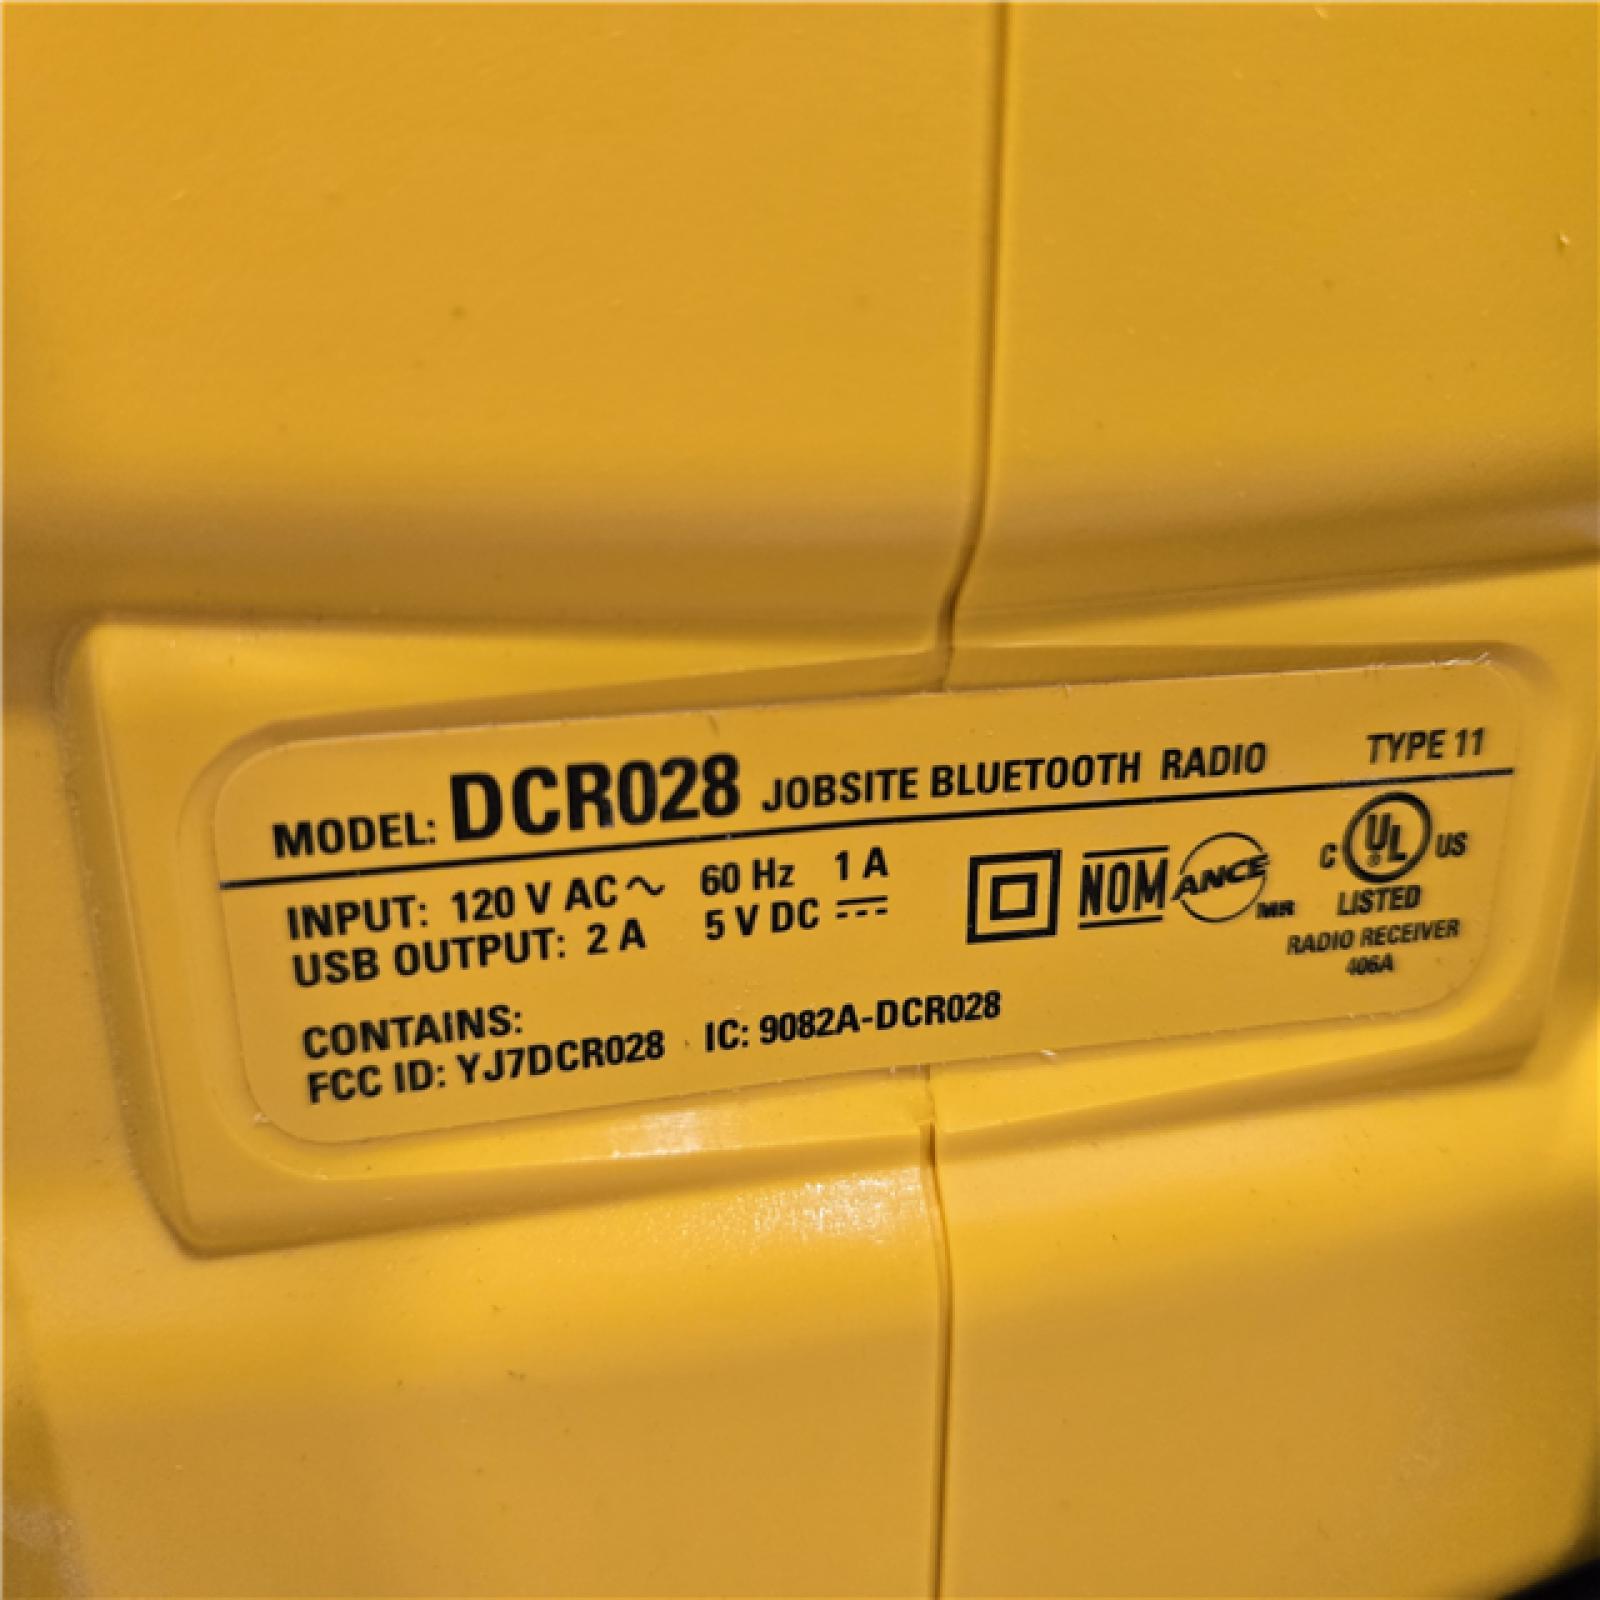 MODEL: DCR028 JOBSITE BLUETOOTH RADIO TYPE 11
INPUT: 120 V AC ~ 60 Hz 1 A
USB OUTPUT: 2 A 5 V DC ⎓
NOM ANCE MR
C UL ® US
LISTED
RADIO RECEIVER
406A
CONTAINS:
FCC ID: YJ7DCR028 IC: 9082A-DCR028